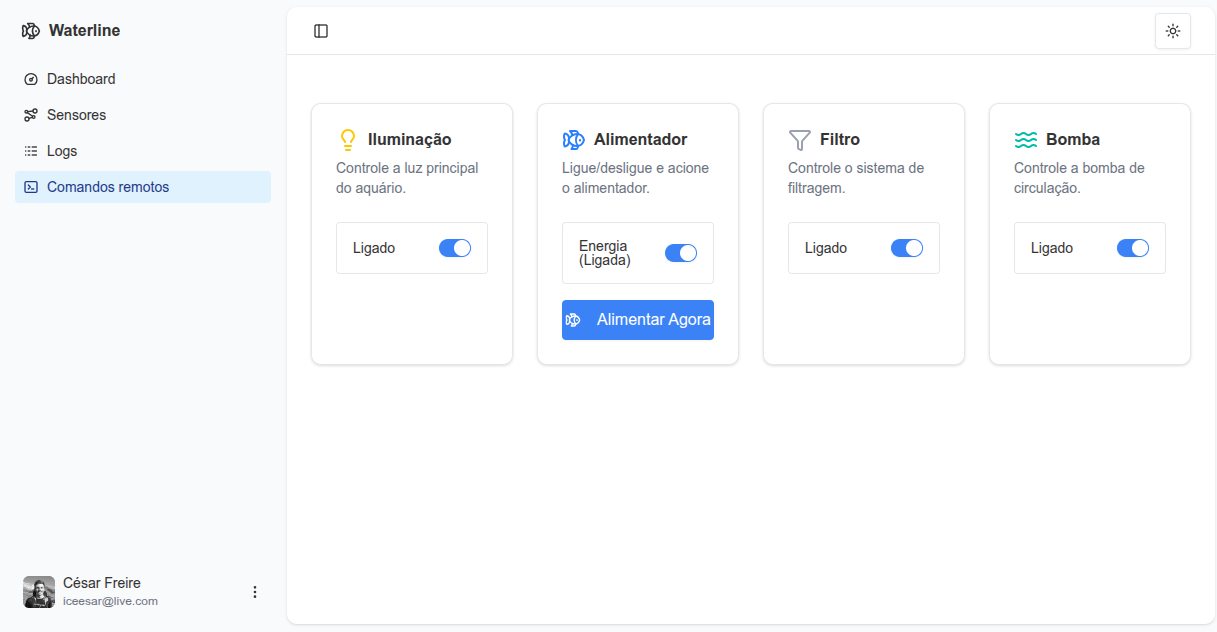 Waterline
Dashboard
Sensores
Logs
Comandos remotos
Iluminação
Controle a luz principal
do aquário.
Ligado
Alimentador
Ligue/desligue e acione
o alimentador.
Energia
(Ligada)
Alimentar Agora
Filtro
Controle o sistema de
filtragem.
Ligado
Bomba
Controle a bomba de
circulação.
Ligado
César Freire
iceesar@live.com